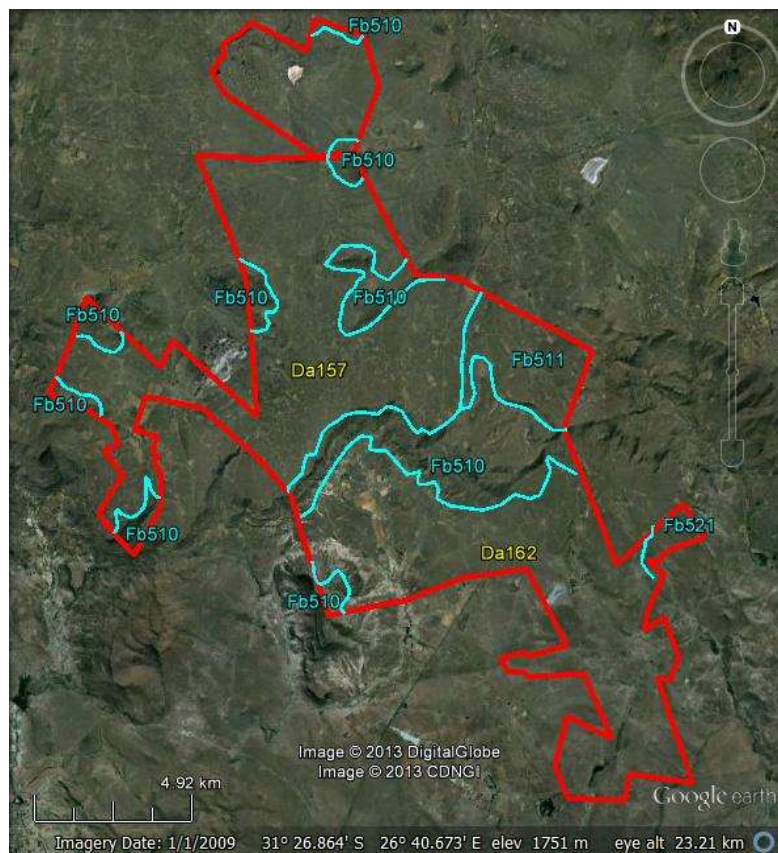 Fb510
N
Fb510
Fb510
Fb510
Fb510
Fb511
Da157
Fb510
Fb510
Fb510
Fb521
Da162
Fb510
Image © 2013 DigitalGlobe
Image © 2013 CDNGI
4.92 km
Google earth
Imagery Date: 1/1/2009 31° 26.864' S 26° 40.673' E elev 1751 m eye alt 23.21 km